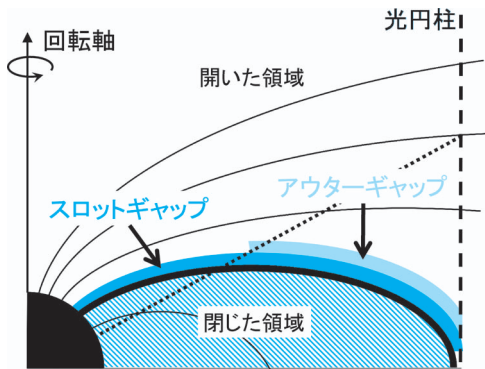 光円柱
回転軸
開いた領域
アウターギャップ
スロットギャップ
閉じた領域